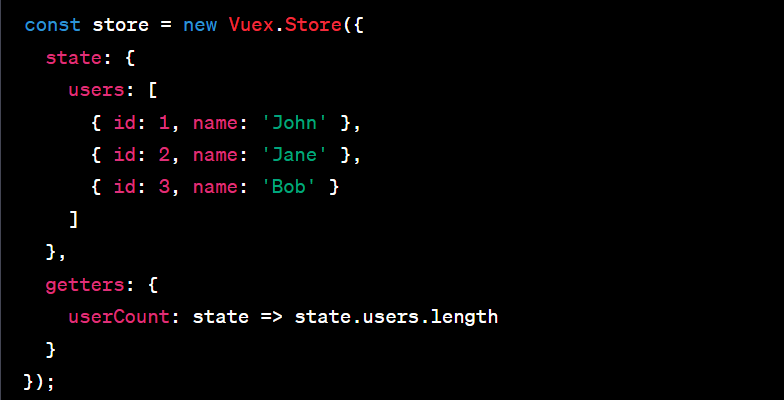 const store = new Vuex.Store({
  state: {
    users: [
      { id: 1, name: 'John' },
      { id: 2, name: 'Jane' },
      { id: 3, name: 'Bob' }
    ]
  },
  getters: {
    userCount: state => state.users.length
  }
});